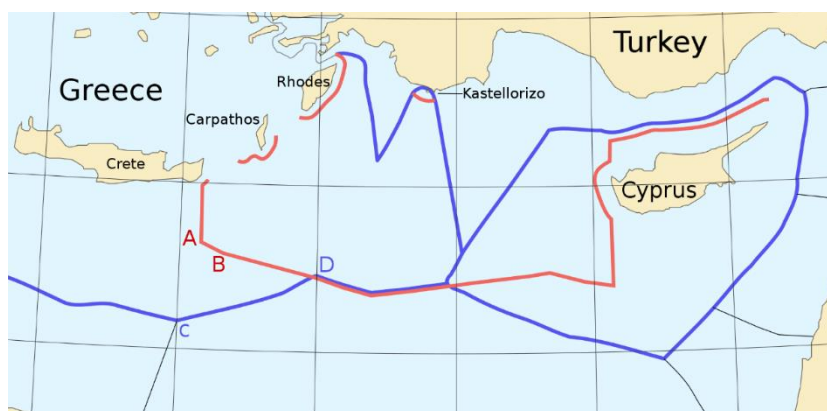 Turkey
Greece
Rhodes
Kastellorizo
Carpathos
Crete
Cyprus
A
B
D
C